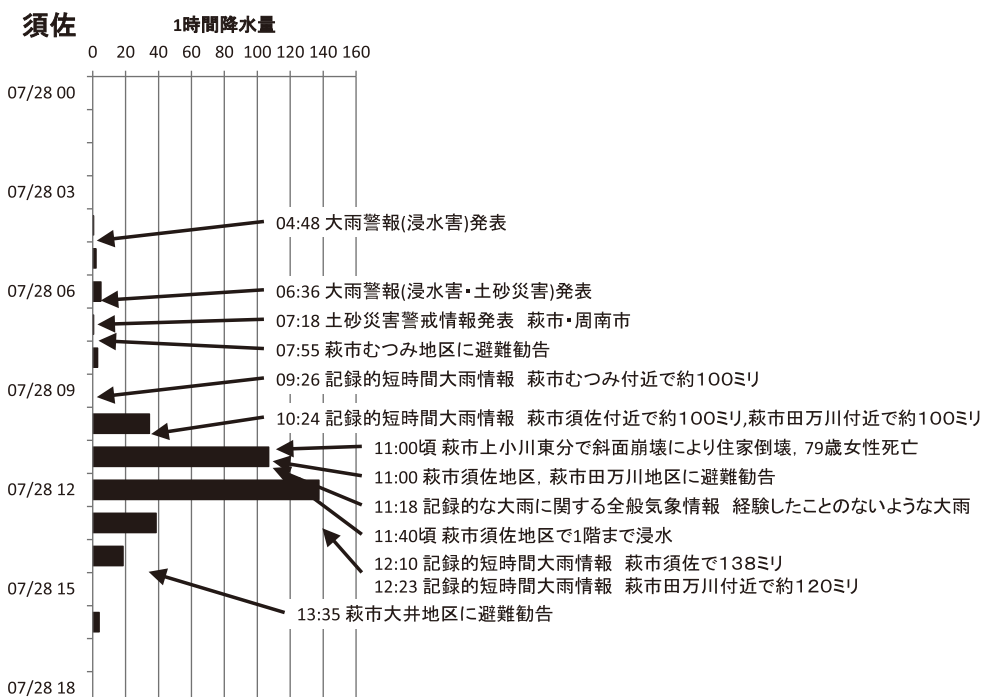 須佐
1時間降水量
0 20 40 60 80 100 120 140 160
07/28 00
07/28 03
04:48 大雨警報(浸水害)発表
07/28 06
06:36 大雨警報(浸水害・土砂災害)発表
07:18 土砂災害警戒情報発表 萩市・周南市
07:55 萩市むつみ地区に避難勧告
07/28 09
09:26 記録的短時間大雨情報 萩市むつみ付近で約100ミリ
10:24 記録的短時間大雨情報 萩市須佐付近で約100ミリ,萩市田万川付近で約100ミリ
11:00頃 萩市上小川東分で斜面崩壊により住家倒壊, 79歳女性死亡
11:00 萩市須佐地区, 萩市田万川地区に避難勧告
07/28 12
11:18 記録的な大雨に関する全般気象情報 経験したことのないような大雨
11:40頃 萩市須佐地区で1階まで浸水
12:10 記録的短時間大雨情報 萩市須佐で138ミリ
12:23 記録的短時間大雨情報 萩市田万川付近で約120ミリ
07/28 15
13:35 萩市大井地区に避難勧告
07/28 18